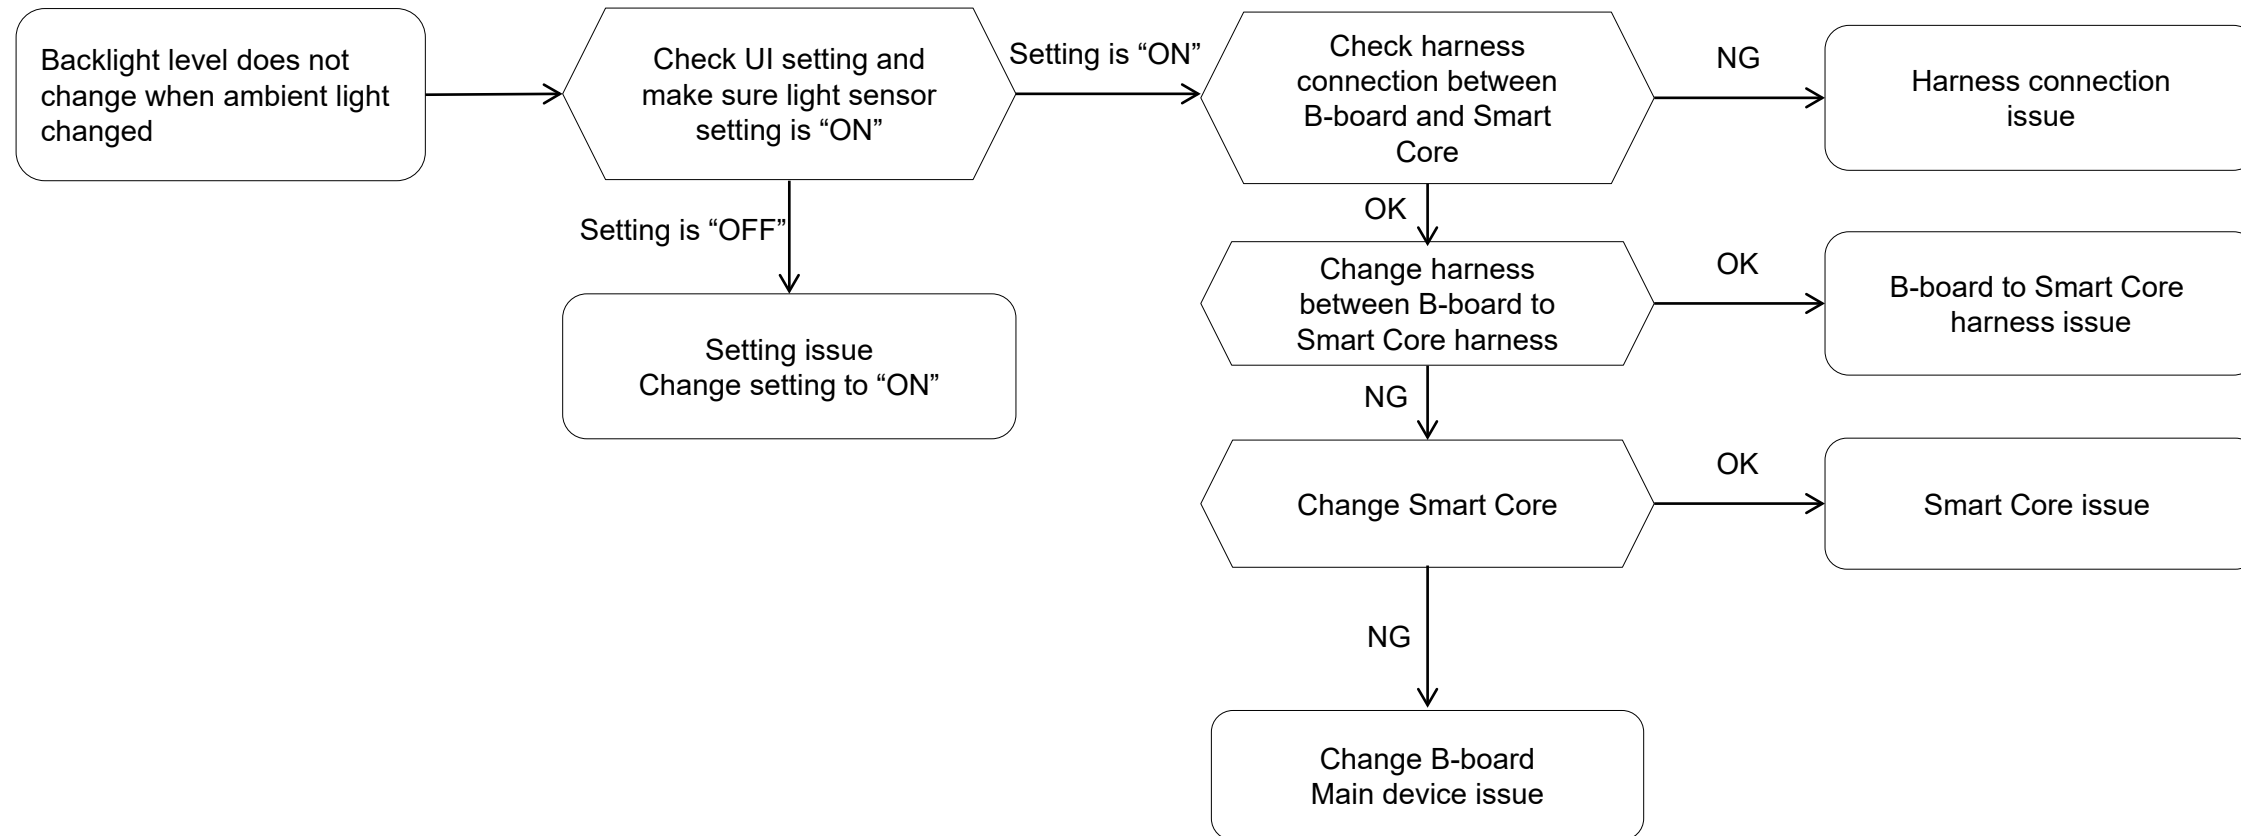 Backlight level does not
change when ambient light
changed
Check UI setting and
make sure light sensor
setting is “ON”
Setting is “ON”
Check harness
connection between
B-board and Smart
Core
NG
Harness connection
issue
Setting is “OFF”
Setting issue
Change setting to “ON”
OK
Change harness
between B-board to
Smart Core harness
OK
B-board to Smart Core
harness issue
NG
Change Smart Core
OK
Smart Core issue
NG
Change B-board
Main device issue